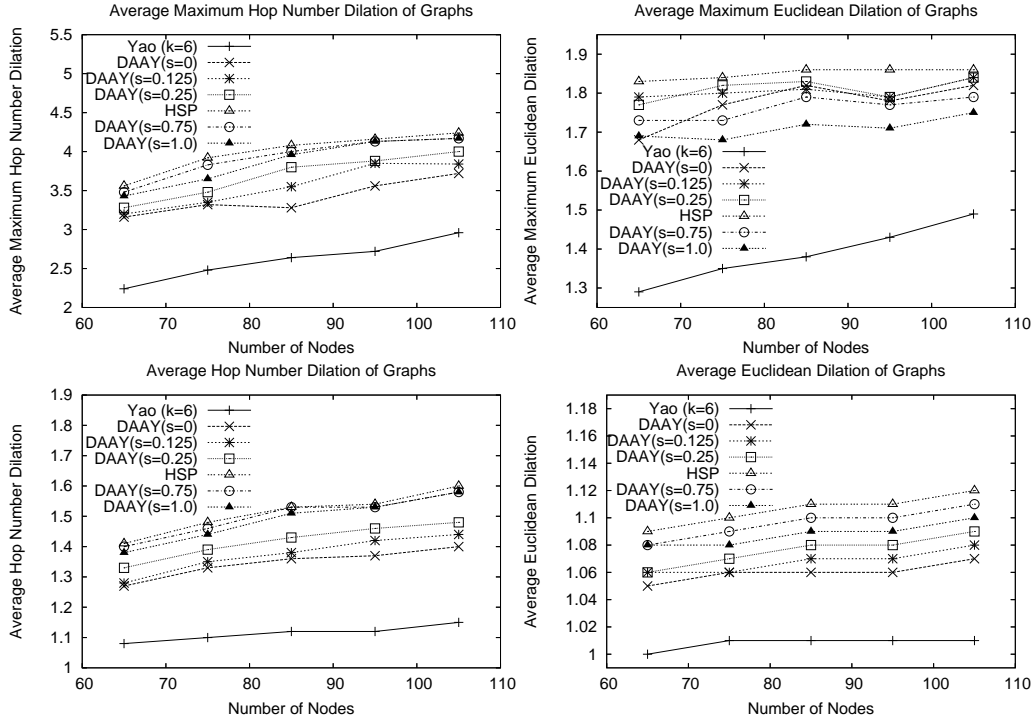 Average Maximum Hop Number Dilation of Graphs
Average Maximum Hop Number Dilation
5.5
5
4.5
4
3.5
3
2.5
2
Yao (k=6)
DAAY(s=0)
DAAY(s=0.125)
DAAY(s=0.25)
HSP
DAAY(s=0.75)
DAAY(s=1.0)
60
70
80
90
100
110
Number of Nodes
Average Maximum Euclidean Dilation of Graphs
Average Maximum Euclidean Dilation
1.9
1.8
1.7
1.6
1.5
1.4
1.3
Yao (k=6)
DAAY(s=0)
DAAY(s=0.125)
DAAY(s=0.25)
HSP
DAAY(s=0.75)
DAAY(s=1.0)
60
70
80
90
100
110
Number of Nodes
Average Hop Number Dilation of Graphs
Average Hop Number Dilation
1.9
1.8
1.7
1.6
1.5
1.4
1.3
1.2
1.1
1
Yao (k=6)
DAAY(s=0)
DAAY(s=0.125)
DAAY(s=0.25)
HSP
DAAY(s=0.75)
DAAY(s=1.0)
60
70
80
90
100
110
Number of Nodes
Average Euclidean Dilation of Graphs
Average Euclidean Dilation
1.18
1.16
1.14
1.12
1.1
1.08
1.06
1.04
1.02
1
Yao (k=6)
DAAY(s=0)
DAAY(s=0.125)
DAAY(s=0.25)
HSP
DAAY(s=0.75)
DAAY(s=1.0)
60
70
80
90
100
110
Number of Nodes